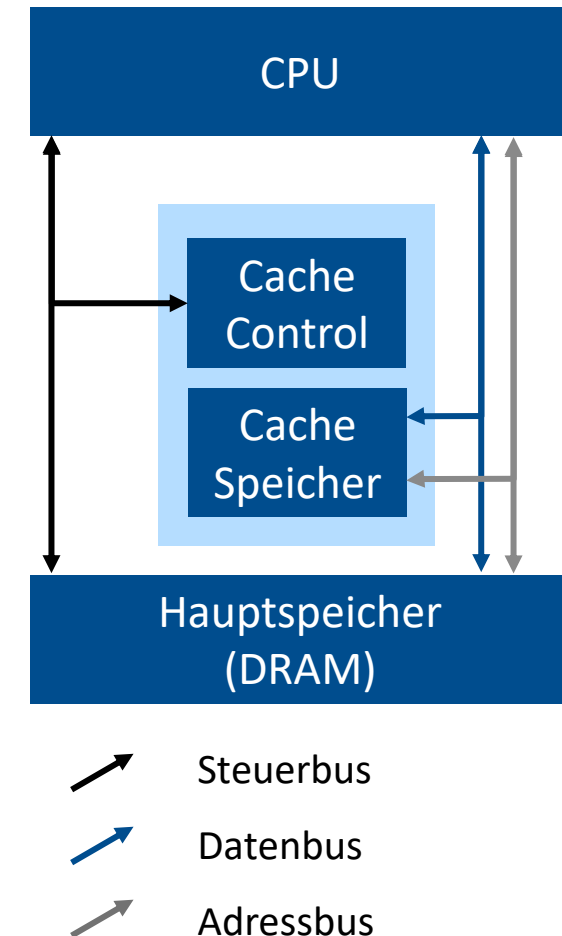 CPU
Cache
Control
Cache
Speicher
Hauptspeicher
(DRAM)
Steuerbus
Datenbus
Adressbus